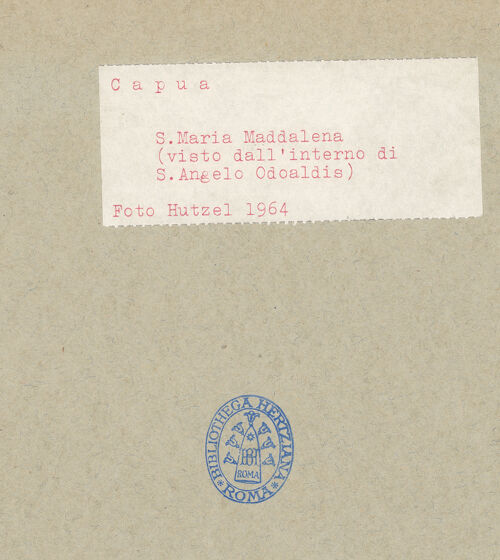 C a p u a
S.Maria Maddalena
(visto dall'interno di
S.Angelo Odoaldis)
Foto Hutzel 1964
*BIBLIOTHECA HERTZIANA*
ROMA
ROMA